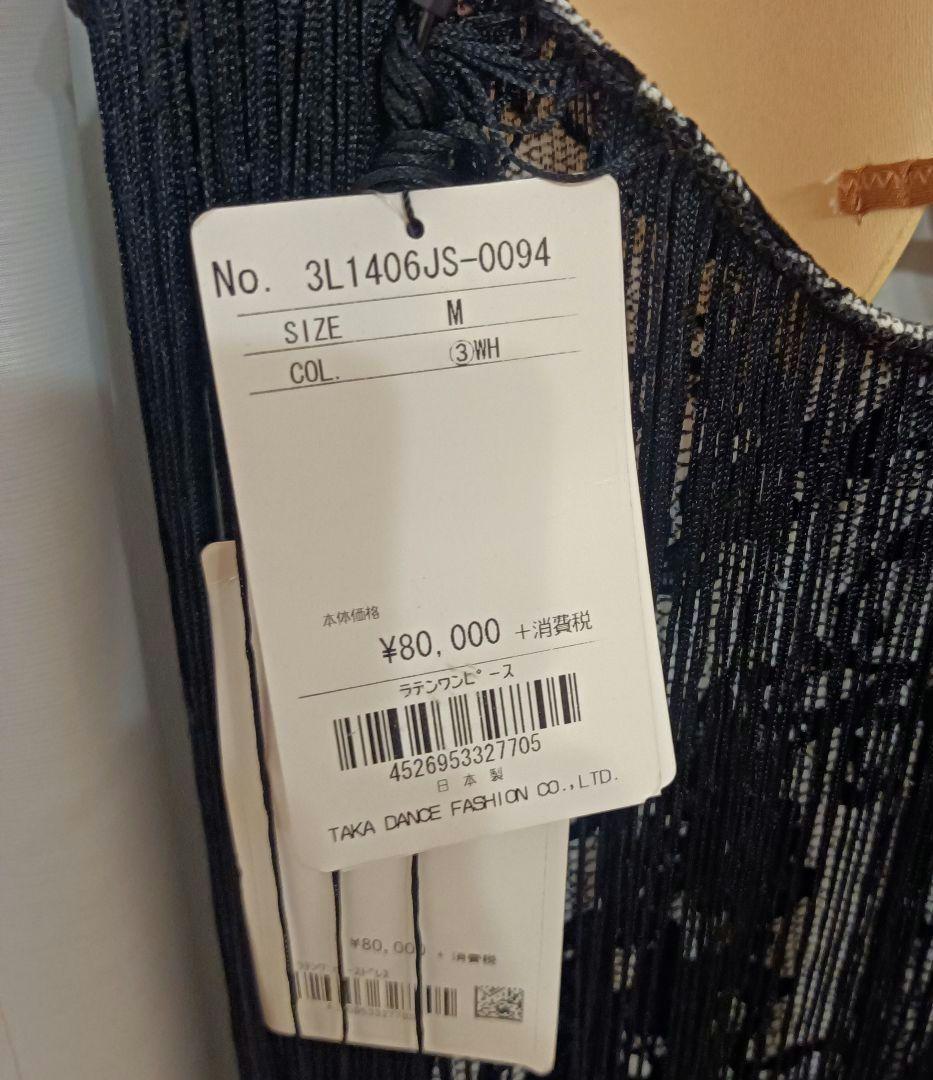 No. 3L1406JS-0094
SIZE M
COL. ③WH
本体価格
¥80,000 +消費税
ﾗﾃﾝﾜﾝﾋﾟｰｽ
4526953327705
日本製
TAKA DANCE FASHION CO.,LTD.
¥80,000 + 消費税